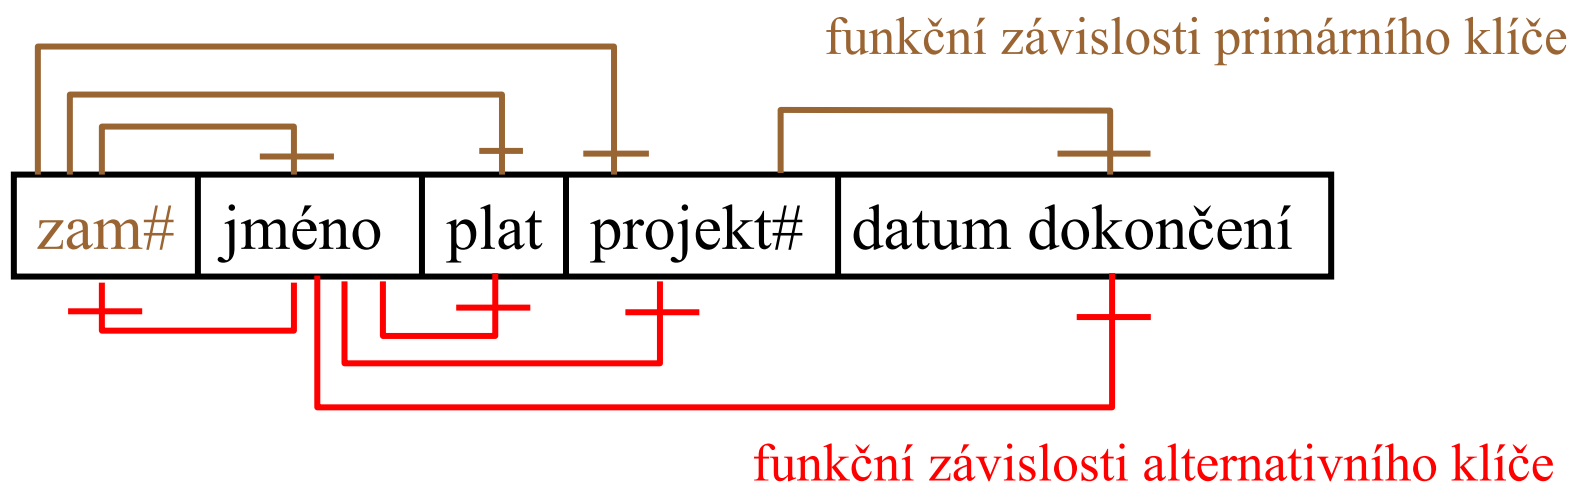 funkční závislosti primárního klíče
zam# jméno plat projekt# datum dokončení
funkční závislosti alternativního klíče